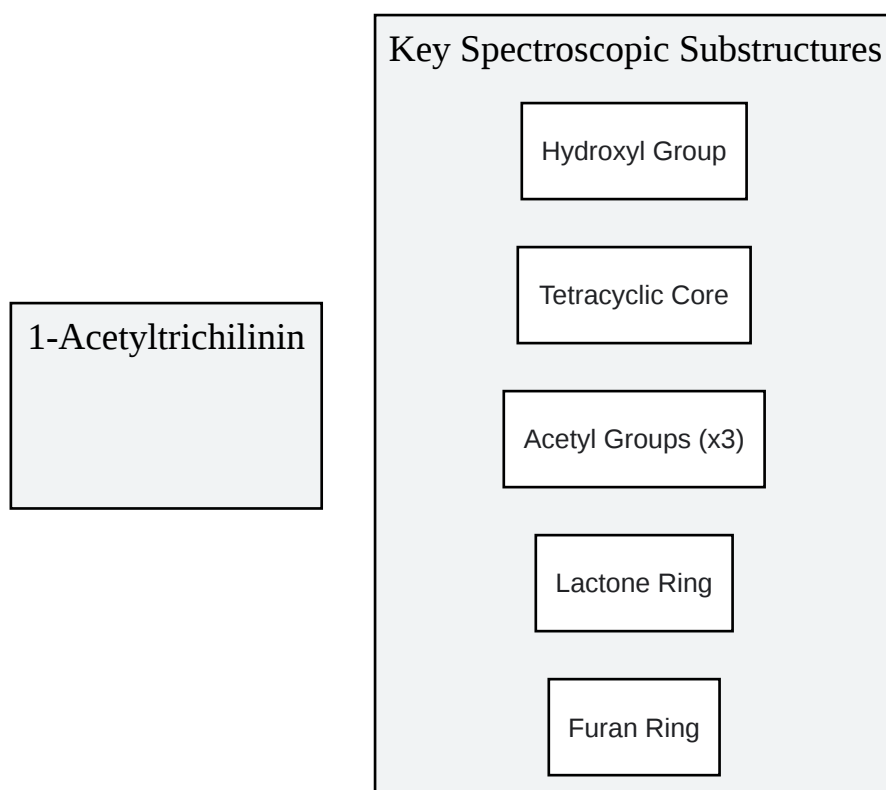 Key Spectroscopic Substructures
Hydroxyl Group
Tetracyclic Core
1-Acetyltrichilinin
Acetyl Groups (x3)
Lactone Ring
Furan Ring